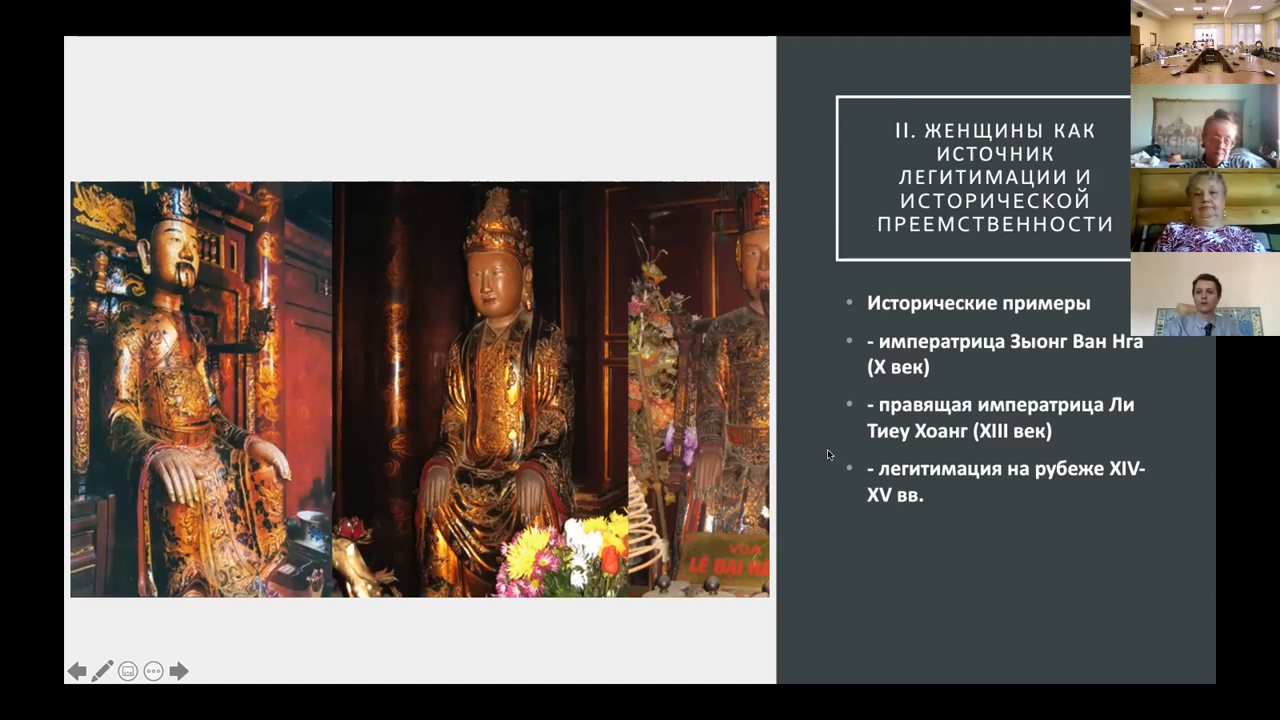 II. ЖЕНЩИНЫ КАК
ИСТОЧНИК
ЛЕГИТИМАЦИИ И
ИСТОРИЧЕСКОЙ
ПРЕЕМСТВЕННОСТИ
• Исторические примеры
• - императрица Зыонг Ван Нга
(X век)
• - правящая императрица Ли
Тиеу Хоанг (XIII век)
• - легитимация на рубеже XIV-
XV вв.
VUA
LÊ ĐẠI